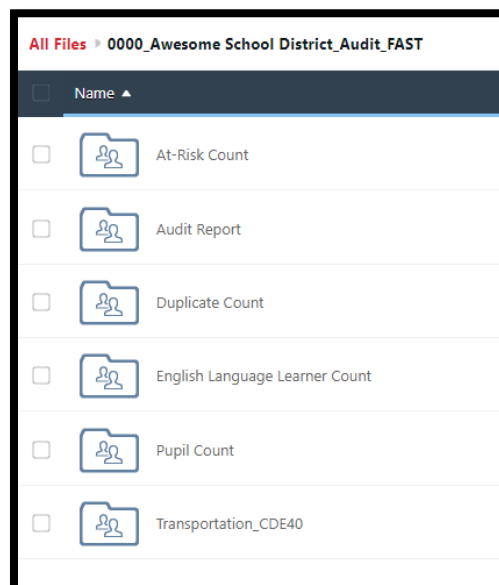 All Files 0000_Awesome School District_Audit_FAST
Name
At-Risk Count
Audit Report
Duplicate Count
English Language Learner Count
Pupil Count
Transportation_CDE40